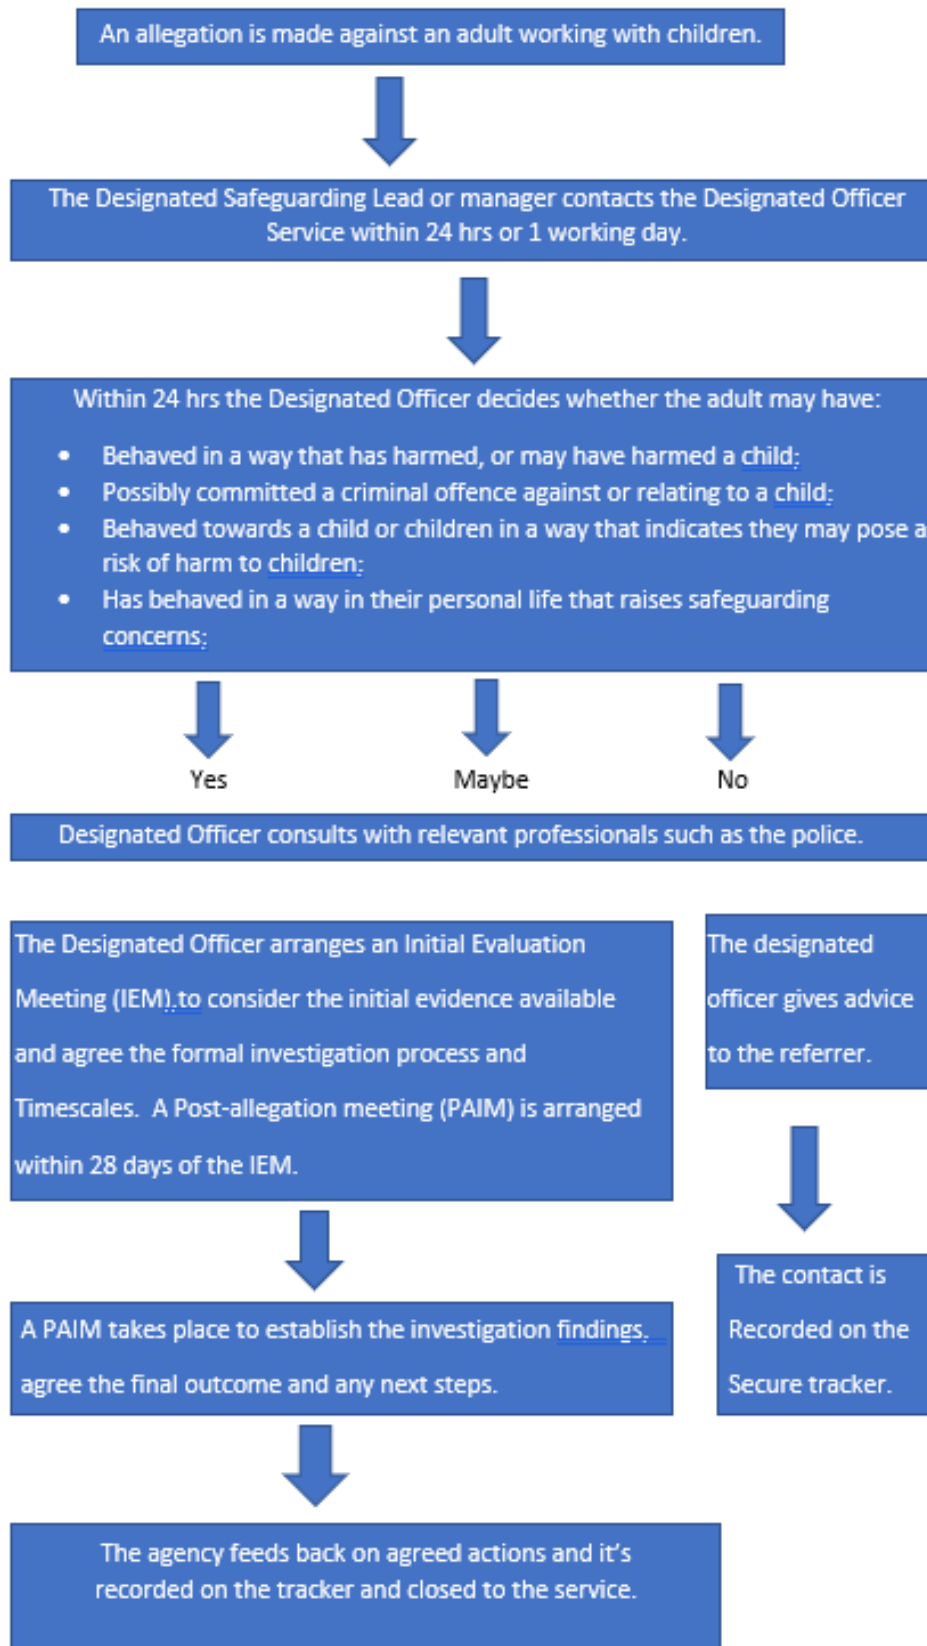 An allegation is made against an adult working with children.
The Designated Safeguarding Lead or manager contacts the Designated Officer
Service within 24 hrs or 1 working day.
Within 24 hrs the Designated Officer decides whether the adult may have:
• Behaved in a way that has harmed, or may have harmed a child;
• Possibly committed a criminal offence against or relating to a child;
• Behaved towards a child or children in a way that indicates they may pose a
risk of harm to children;
• Has behaved in a way in their personal life that raises safeguarding
concerns;
Yes
Maybe
No
Designated Officer consults with relevant professionals such as the police.
The Designated Officer arranges an Initial Evaluation
Meeting (IEM),to consider the initial evidence available
and agree the formal investigation process and
Timescales. A Post-allegation meeting (PAIM) is arranged
within 28 days of the IEM.
The designated
officer gives advice
to the referrer.
The contact is
Recorded on the
Secure tracker.
A PAIM takes place to establish the investigation findings,
agree the final outcome and any next steps.
The agency feeds back on agreed actions and it's
recorded on the tracker and closed to the service.